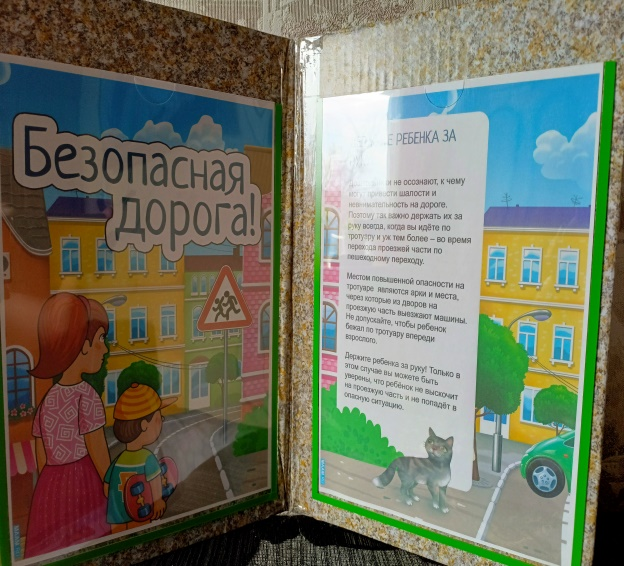 Безопасная
дорога!
РЕБЕНКА ЗА
не осознают, к чему
шалости и
невнимательность на дороге.
Поэтому так важно держать их за
руку всегда, когда вы идёте по
тротуару и уж тем более – во время
перехода проезжей части по
пешеходному переходу.
Местом повышенной опасности на
тротуаре являются арки и места,
через которые из дворов на
проезжую часть выезжают машины.
Не допускайте, чтобы ребенок
бежал по тротуару впереди
взрослого.
Держите ребенка за руку! Только в
этом случае вы можете быть
уверены, что ребёнок не выскочит
на проезжую часть и не попадёт в
опасную ситуацию.